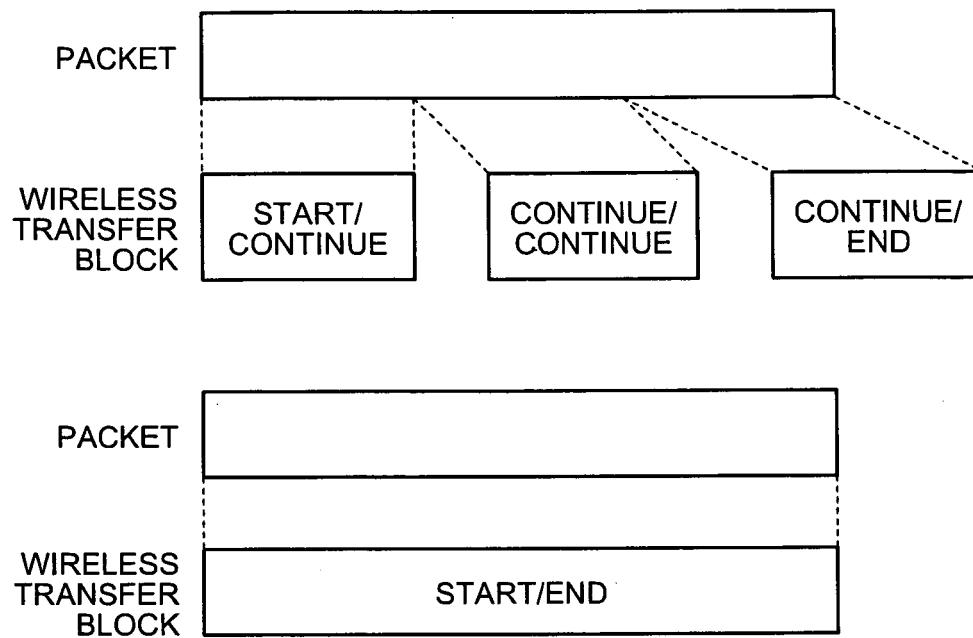 PACKET
WIRELESS
TRANSFER
BLOCK
START/
CONTINUE
CONTINUE/
CONTINUE
CONTINUE/
END
PACKET
WIRELESS
TRANSFER
BLOCK
START/END